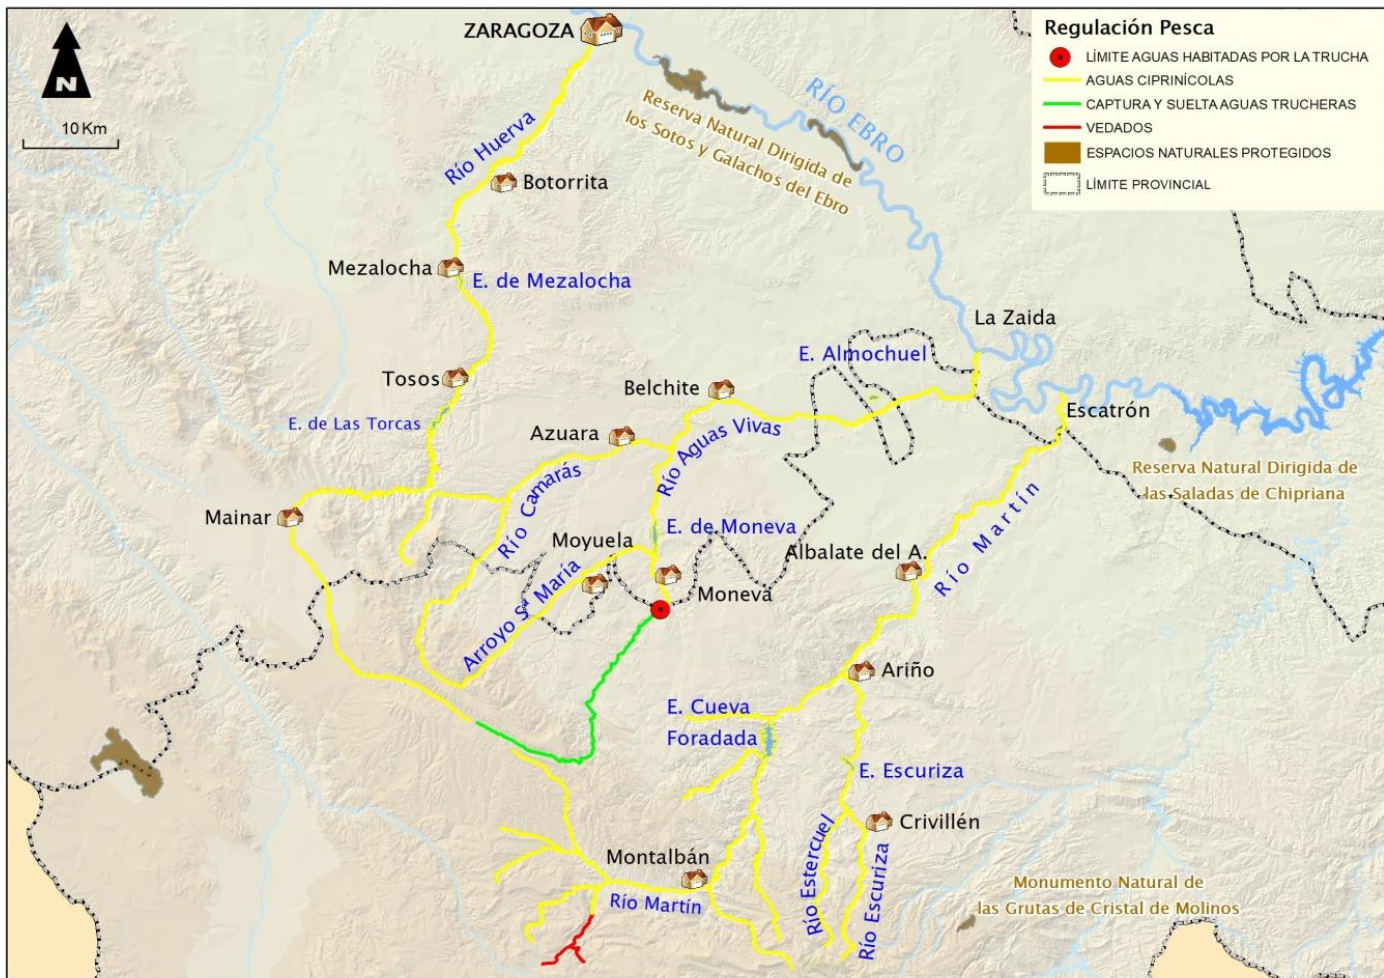 ZARAGOZA
Regulación Pesca
LÍMITE AGUAS HABITADAS POR LA TRUCHA
AGUAS CIPRINÍCOLAS
CAPTURA Y SUELTA AGUAS TRUCHERAS
VEDADOS
ESPACIOS NATURALES PROTEGIDOS
LÍMITE PROVINCIAL
N
10 Km
RÍO EBRO
Reserva Natural Dirigida de
los Sotos y Galachos del Ebro
Río Huerva
Botorrita
Mezalocha
E. de Mezalocha
La Zaida
E. Almochuel
Tosos
Belchite
Escatrón
E. de Las Torcas
Azuara
Río Aguas Vivas
Reserva Natural Dirigida de
las Saladas de Chipriana
Mainar
Río Camarás
E. de Moneva
Río Martín
Moyuela
Albalate del A.
Moneva
Arroyo Sª María
Ariño
E. Cueva
Foradada
E. Escuriza
Crivillén
Río Estercuel
Río Escuriza
Montalbán
Río Martín
Monumento Natural de
las Grutas de Cristal de Molinos